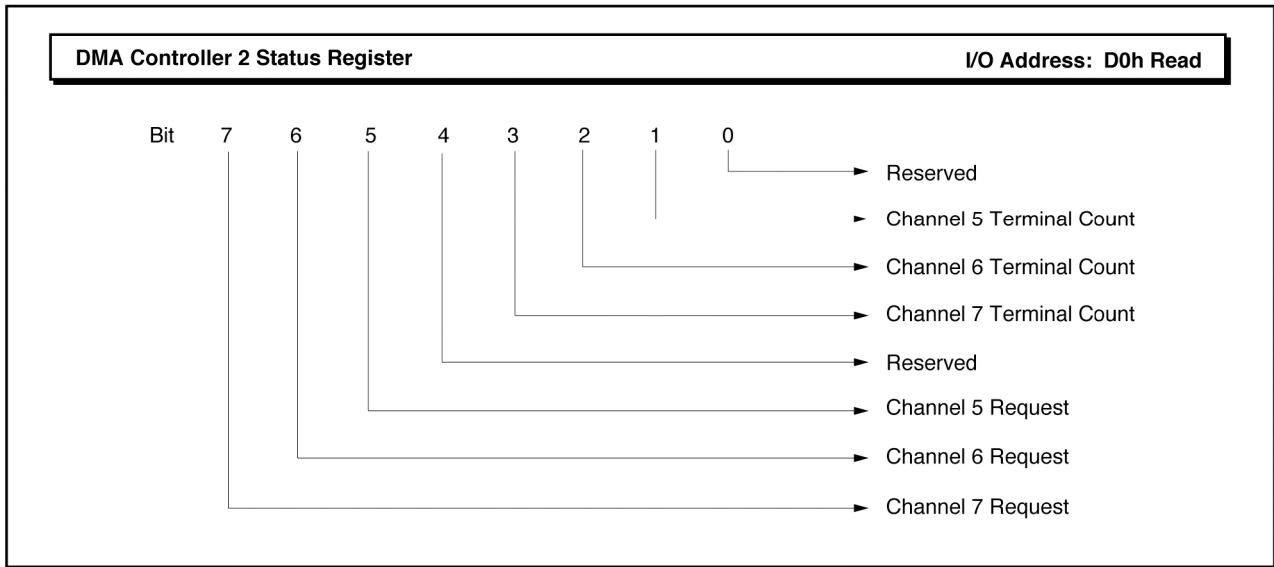 DMA Controller 2 Status Register I/O Address: D0h Read
Bit 7 6 5 4 3 2 1 0
Reserved
Channel 5 Terminal Count
Channel 6 Terminal Count
Channel 7 Terminal Count
Reserved
Channel 5 Request
Channel 6 Request
Channel 7 Request